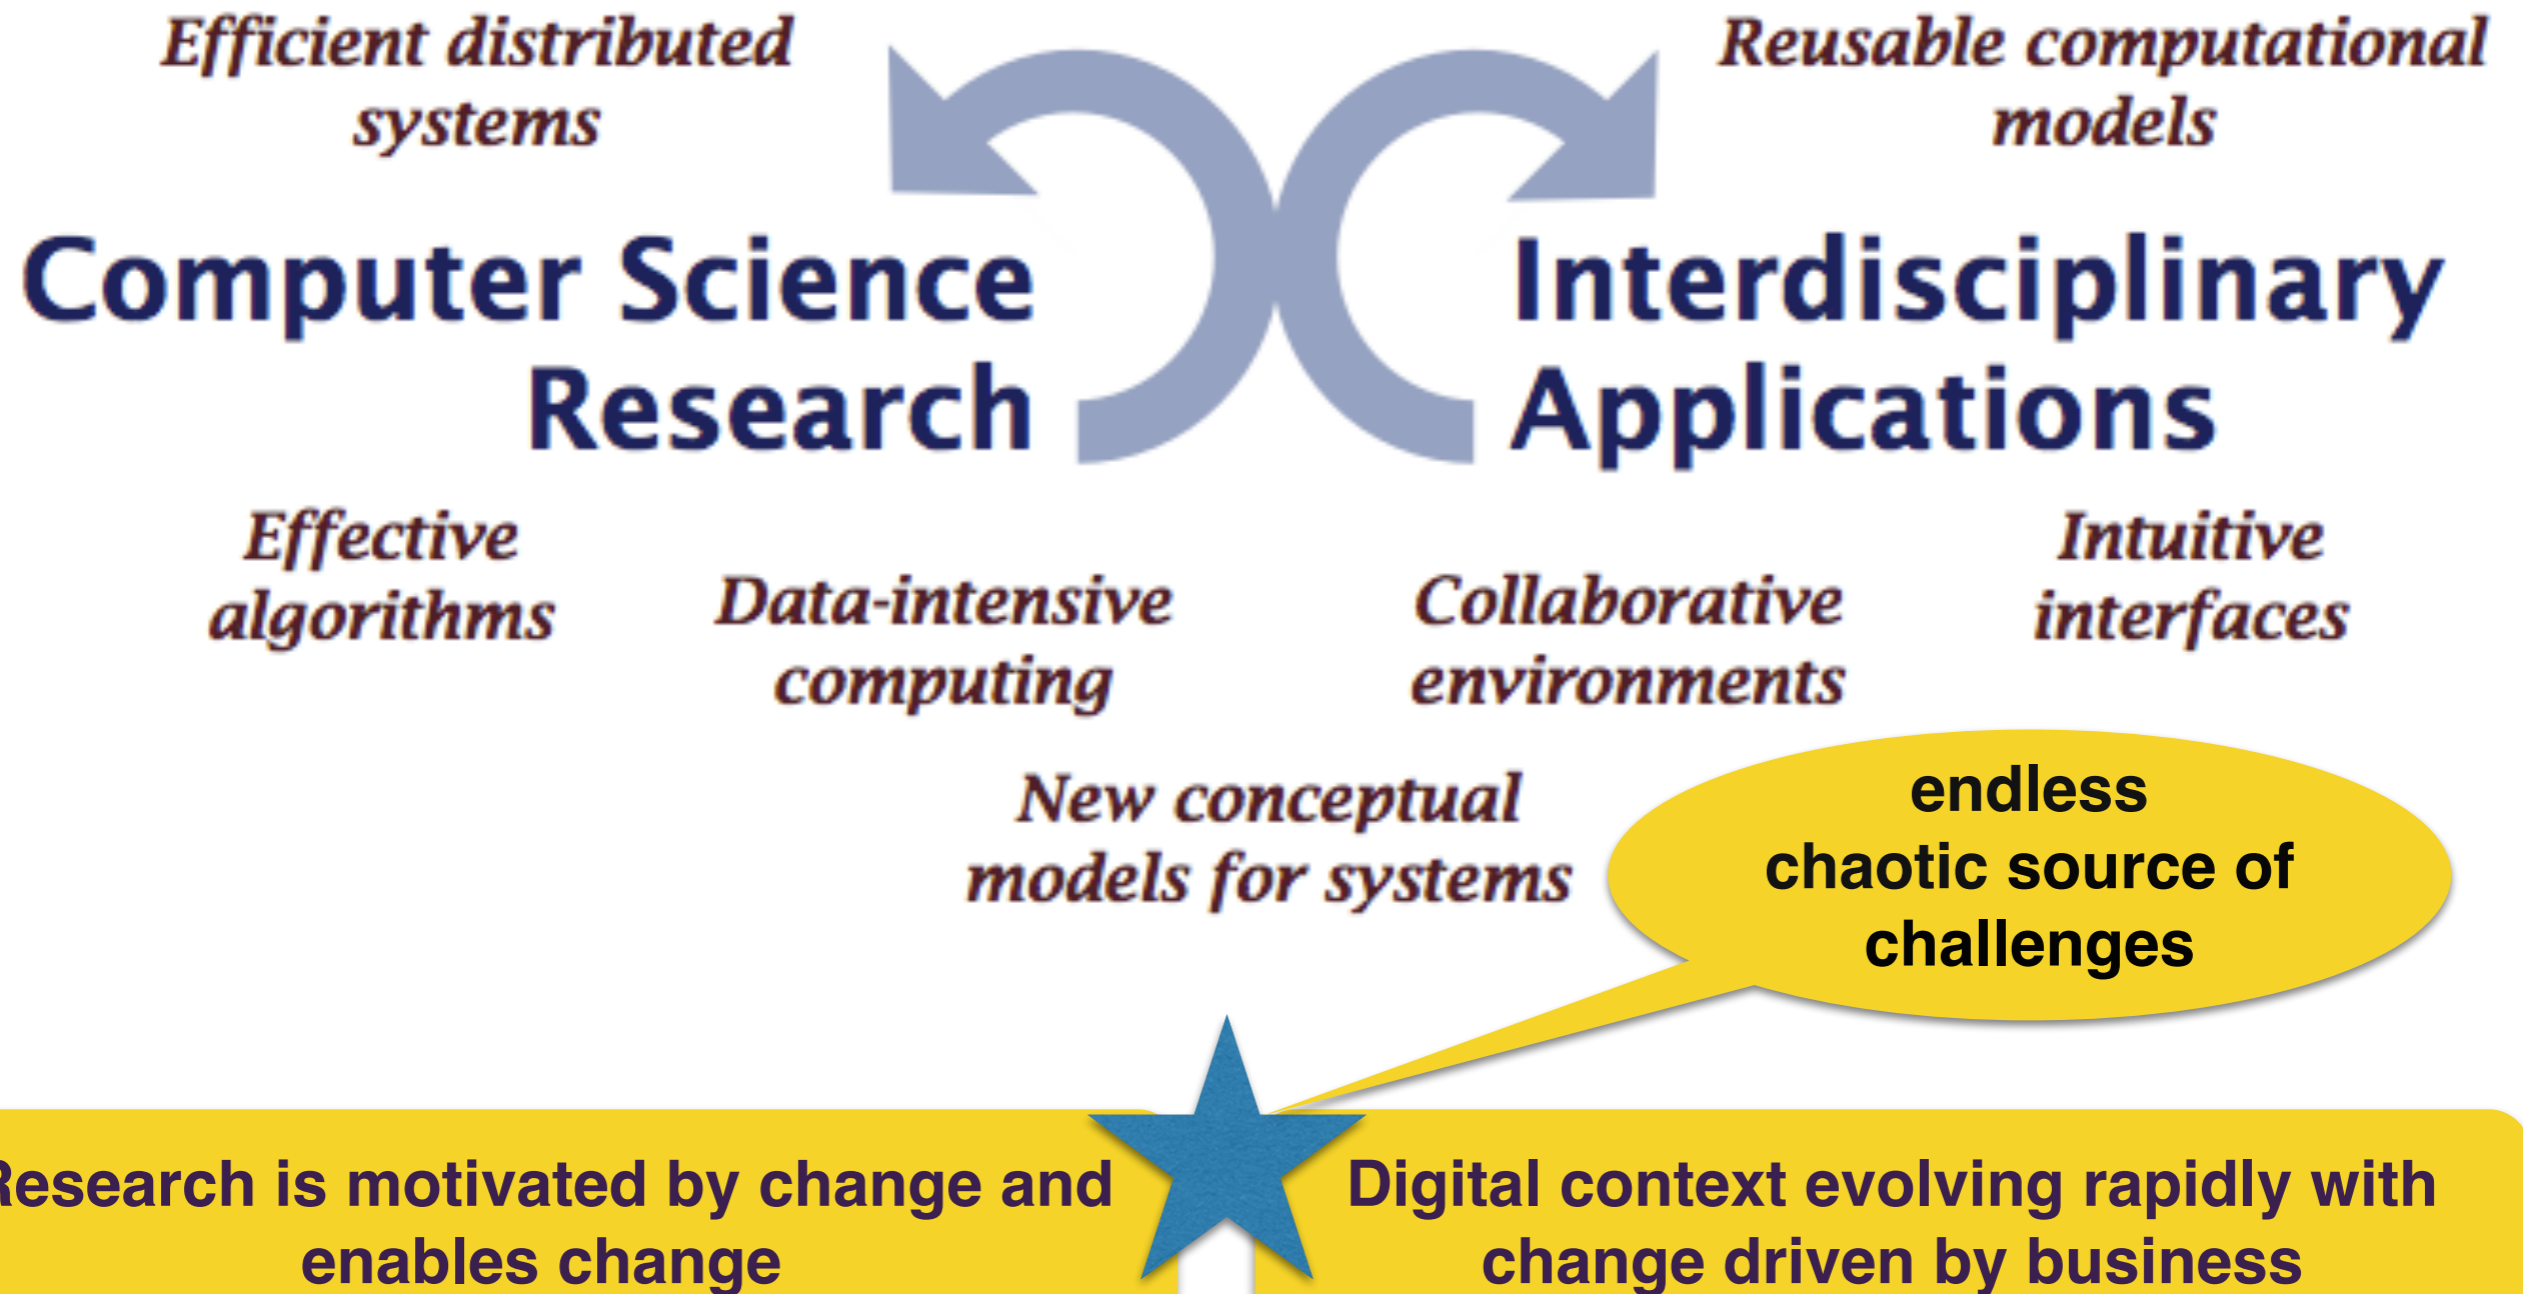 Efficient distributed
systems
Reusable computational
models
Computer Science
Research
Interdisciplinary
Applications
Effective
algorithms
Data-intensive
computing
Collaborative
environments
Intuitive
interfaces
New conceptual
models for systems
endless
chaotic source of
challenges
Research is motivated by change and
enables change
Digital context evolving rapidly with
change driven by business